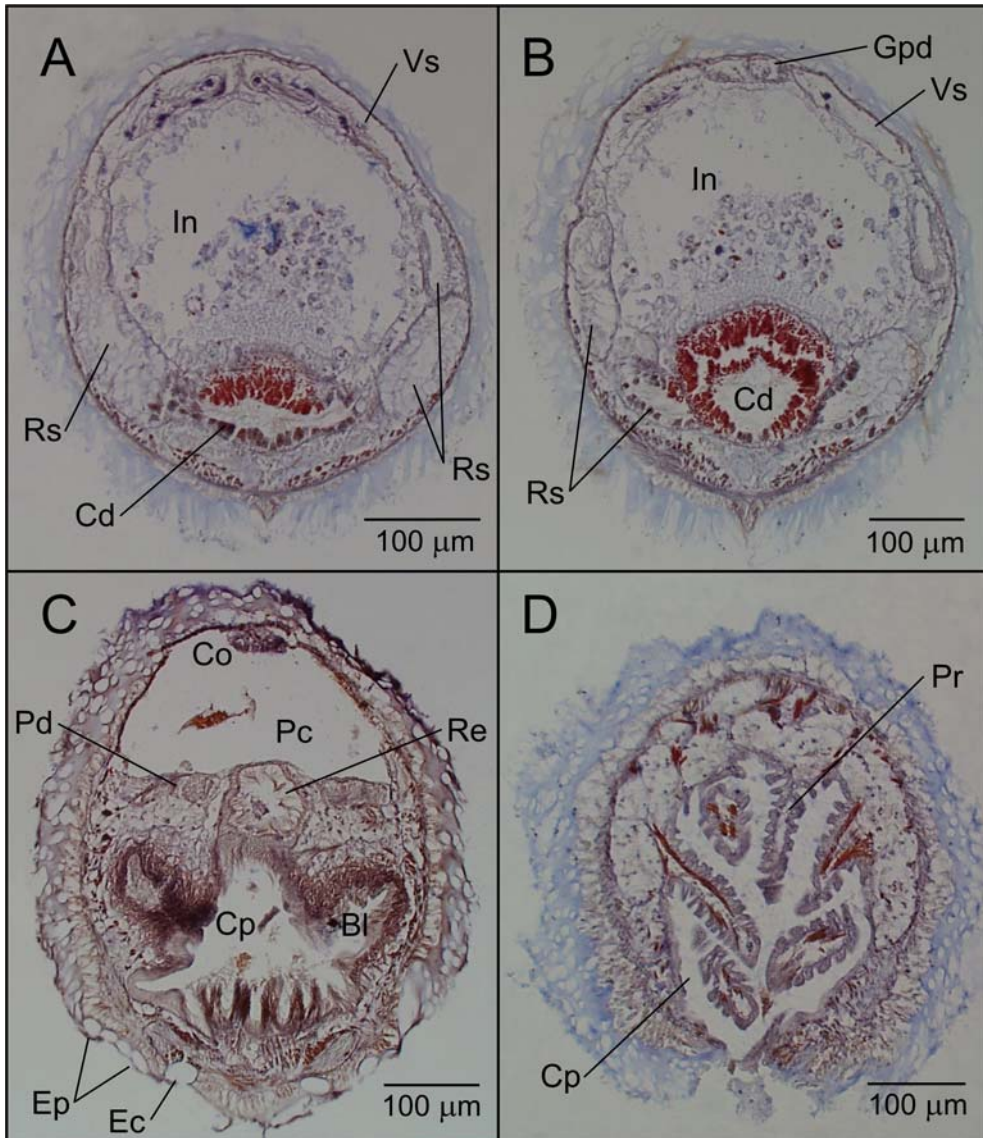 A
Vs
In
Rs
Rs
Cd
100 μm
B
Gpd
Vs
In
Cd
Rs
100 μm
C
Co
Pd
Pc
Re
Cp
Bl
Ep
Ec
100 μm
D
Pr
Cp
100 μm